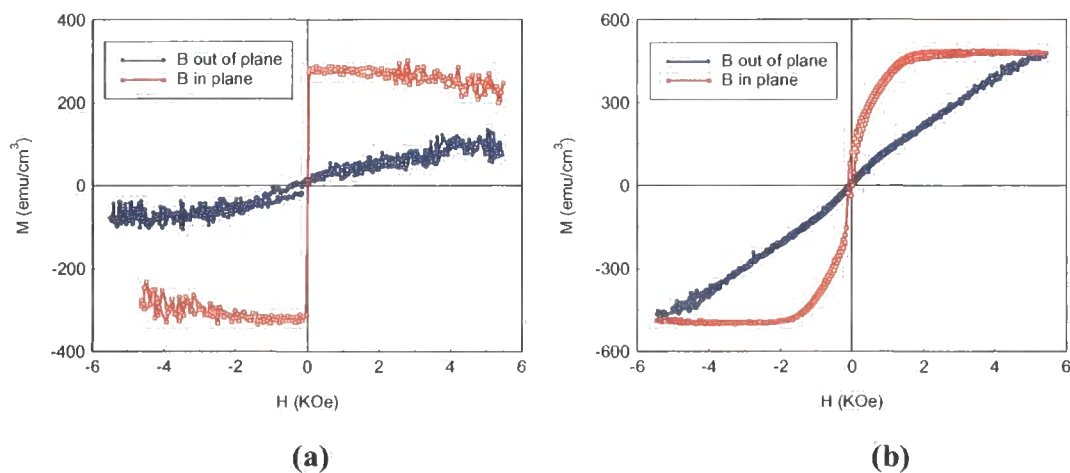 400
200
0
-200
-400
M (emu/cm³)
B out of plane
B in plane
-6 -4 -2 0 2 4 6
H (KOe)
(a)
600
300
0
-300
-600
M (emu/cm³)
B out of plane
B in plane
-6 -4 -2 0 2 4 6
H (KOe)
(b)